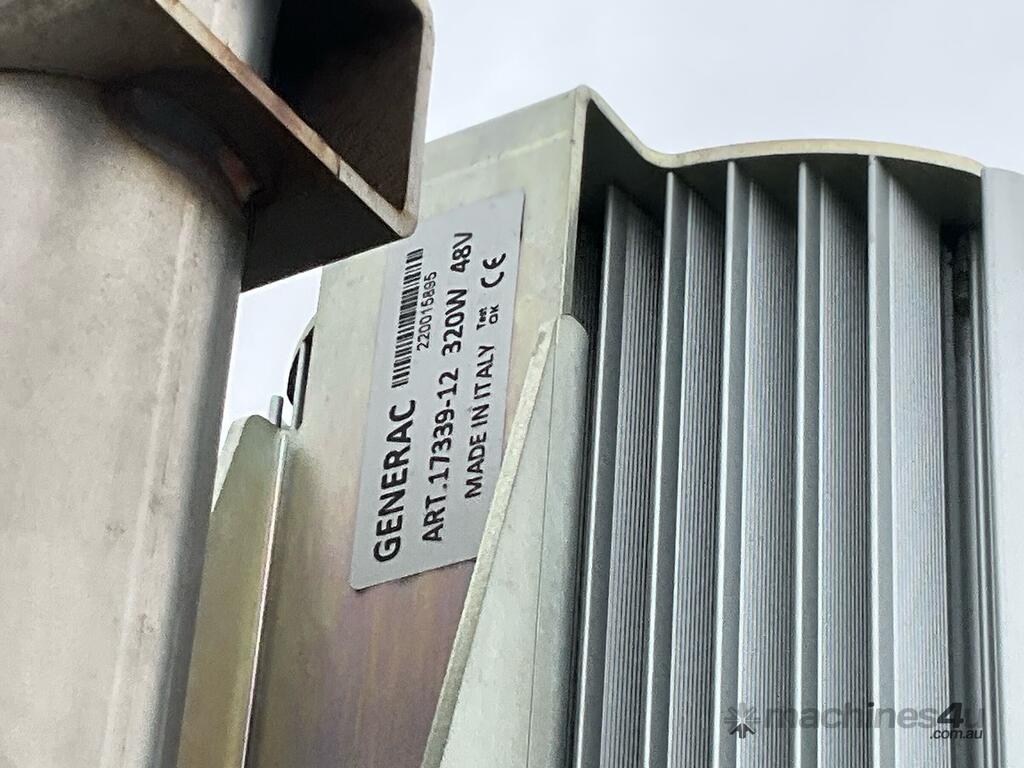 GENERAC
220015895
ART.17339-12 320W 48V
MADE IN ITALY Test OK CE
machines4u
.com.au